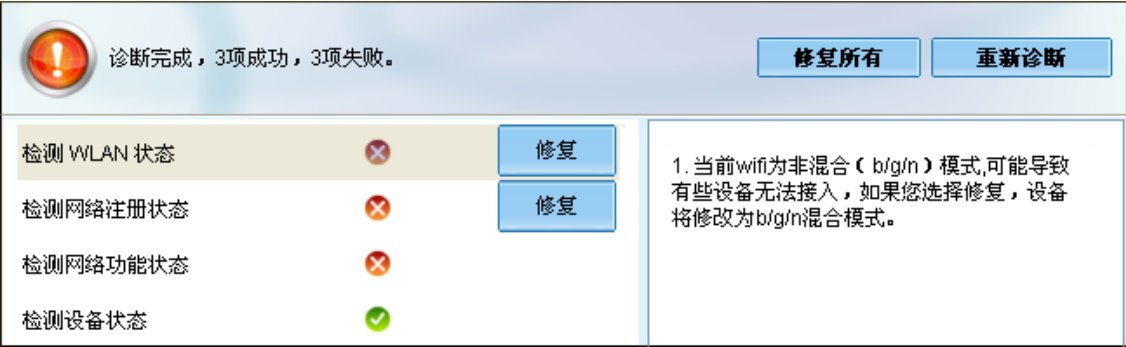 诊断完成，3项成功，3项失败。
修复所有
重新诊断
检测 WLAN 状态
修复
检测网络注册状态
修复
检测网络功能状态
检测设备状态
1. 当前wifi为非混合（b/g/n）模式,可能导致
有些设备无法接入，如果您选择修复，设备
将修改为b/g/n混合模式。